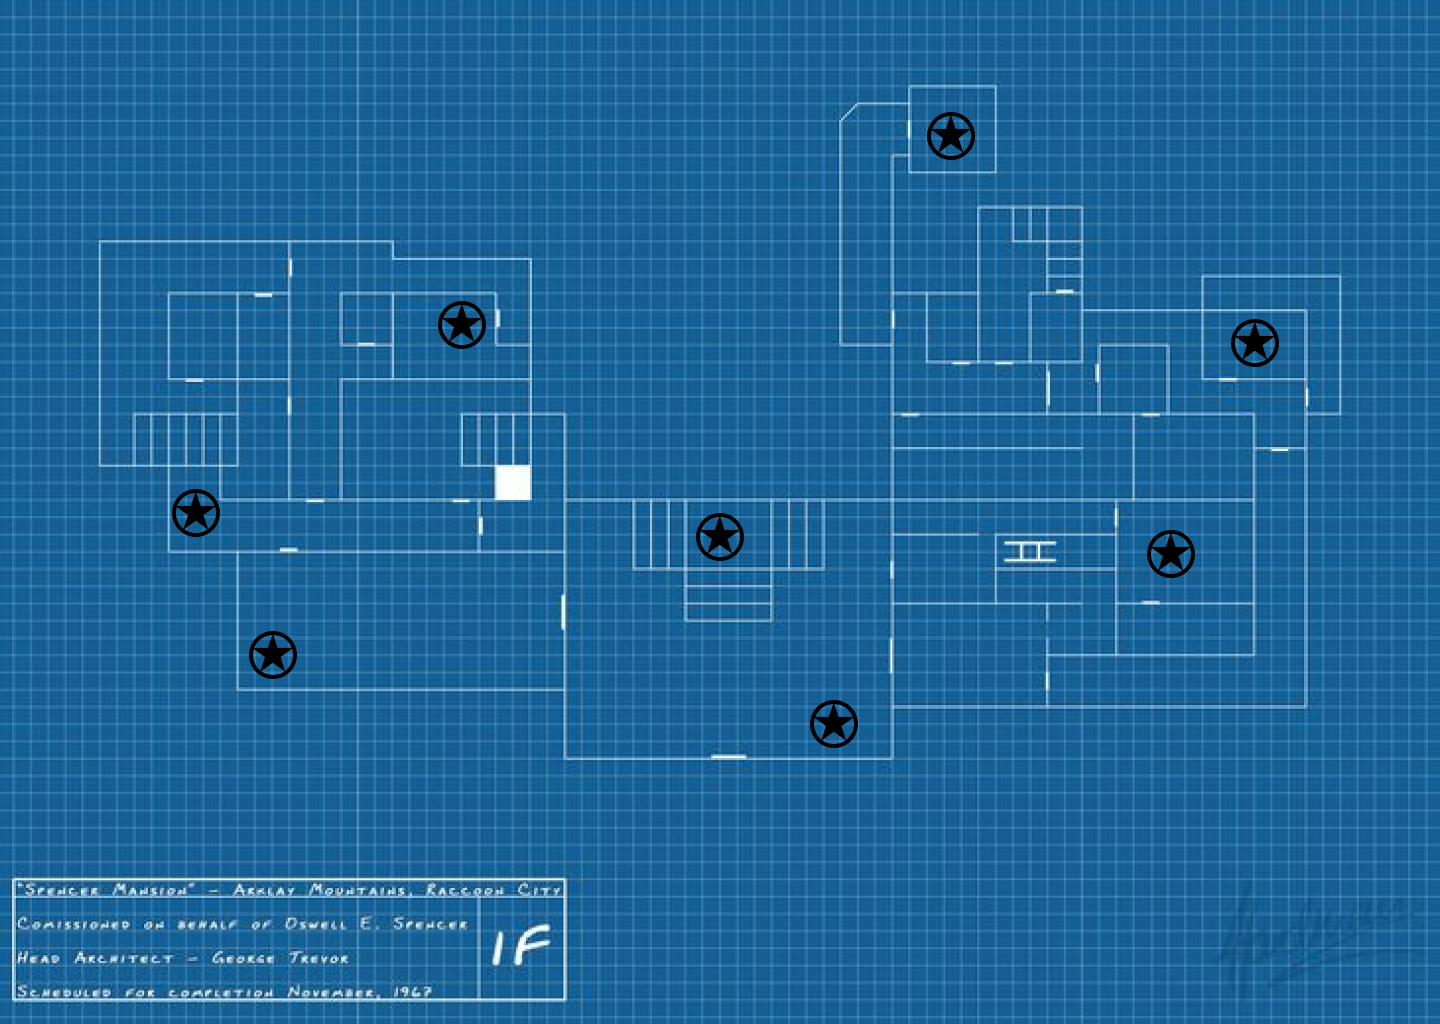 "Spencer Mansion" - Arklay Mountains, Raccoon City
Comissioned on behalf of Oswell E. Spencer
Head Architect - George Trevor
Scheduled for completion November, 1967
1F